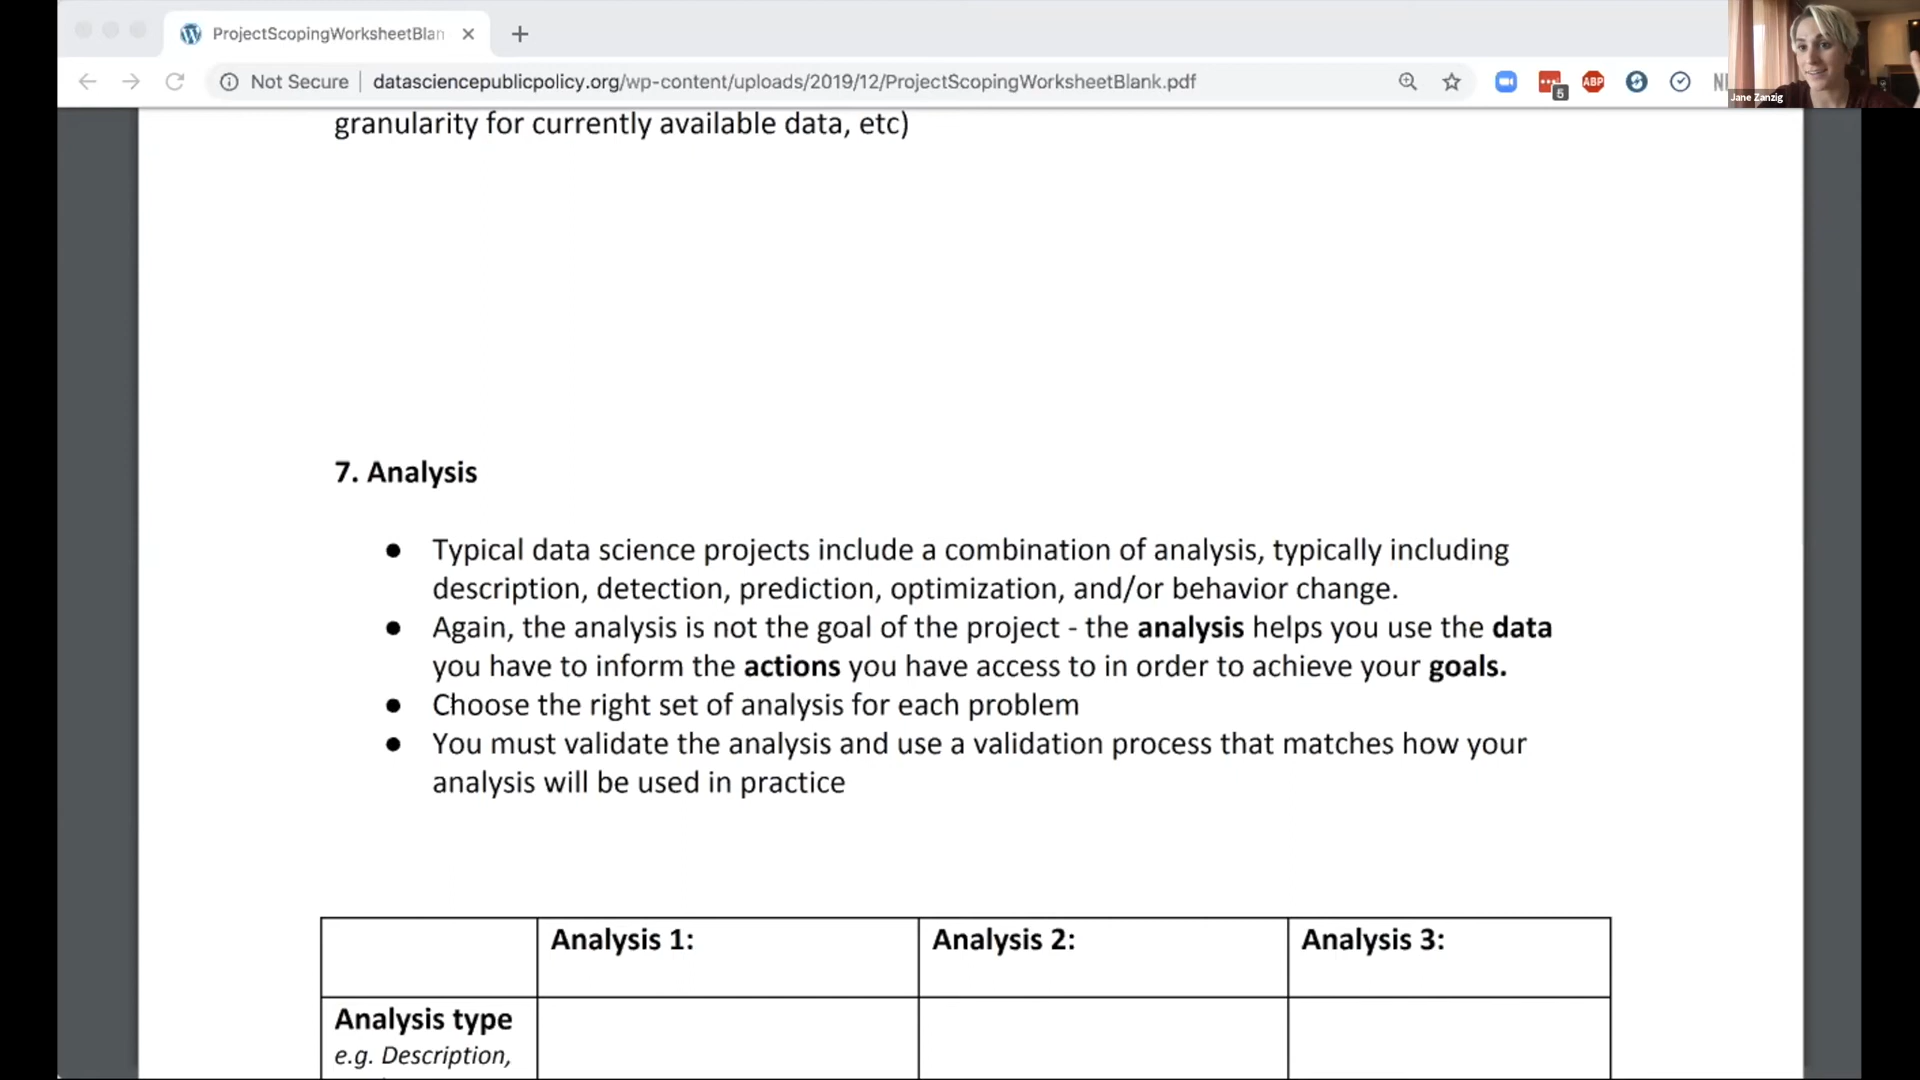 ProjectScopingWorksheetBlan
Not Secure
datasciencepublicpolicy.org/wp-content/uploads/2019/12/ProjectScopingWorksheetBlank.pdf
5
ABP
Jane Zanzig
granularity for currently available data, etc)
7. Analysis
● Typical data science projects include a combination of analysis, typically including
description, detection, prediction, optimization, and/or behavior change.
● Again, the analysis is not the goal of the project - the analysis helps you use the data
you have to inform the actions you have access to in order to achieve your goals.
● Choose the right set of analysis for each problem
● You must validate the analysis and use a validation process that matches how your
analysis will be used in practice
Analysis 1: Analysis 2: Analysis 3:
Analysis type
e.g. Description,